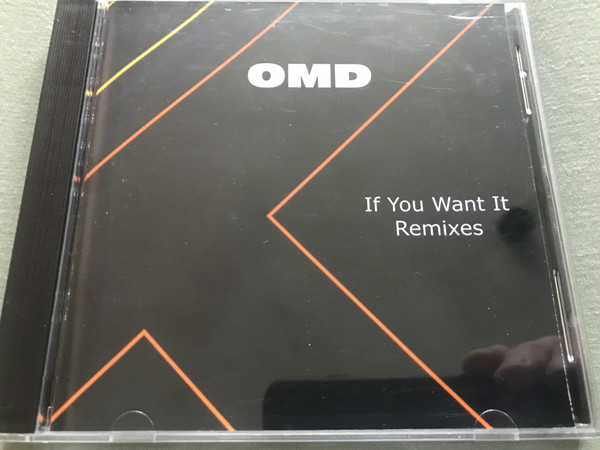 OMD
If You Want It
Remixes